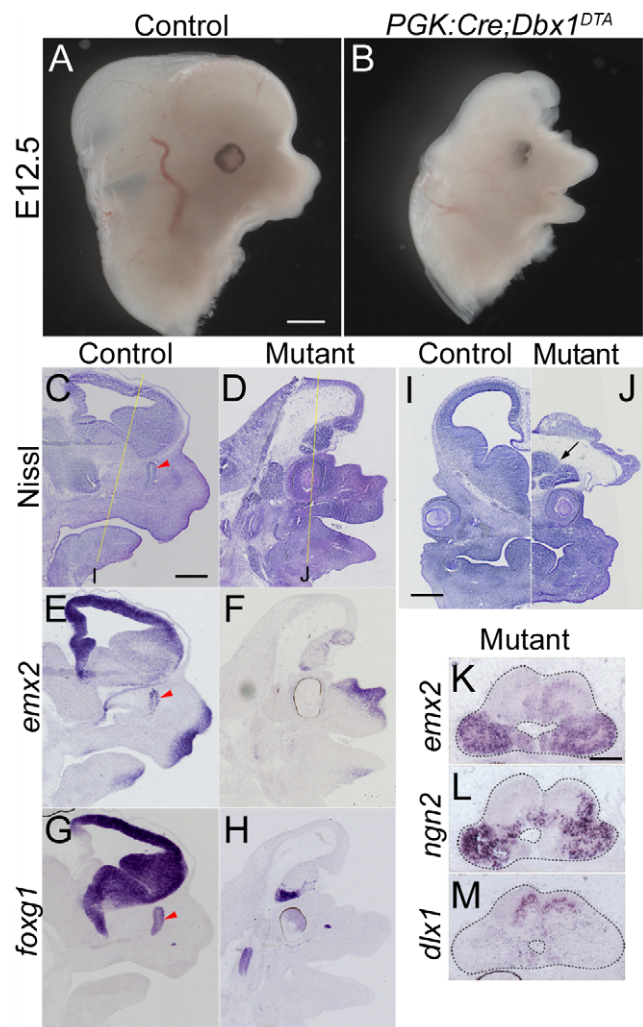 Control
PGK:Cre;Dbx1DTA
A
B
E12.5
Control
Mutant
Control
Mutant
C
D
I
J
Nissl
I
J
E
F
emx2
Mutant
K
emx2
G
H
foxg1
L
ngn2
M
dlx1